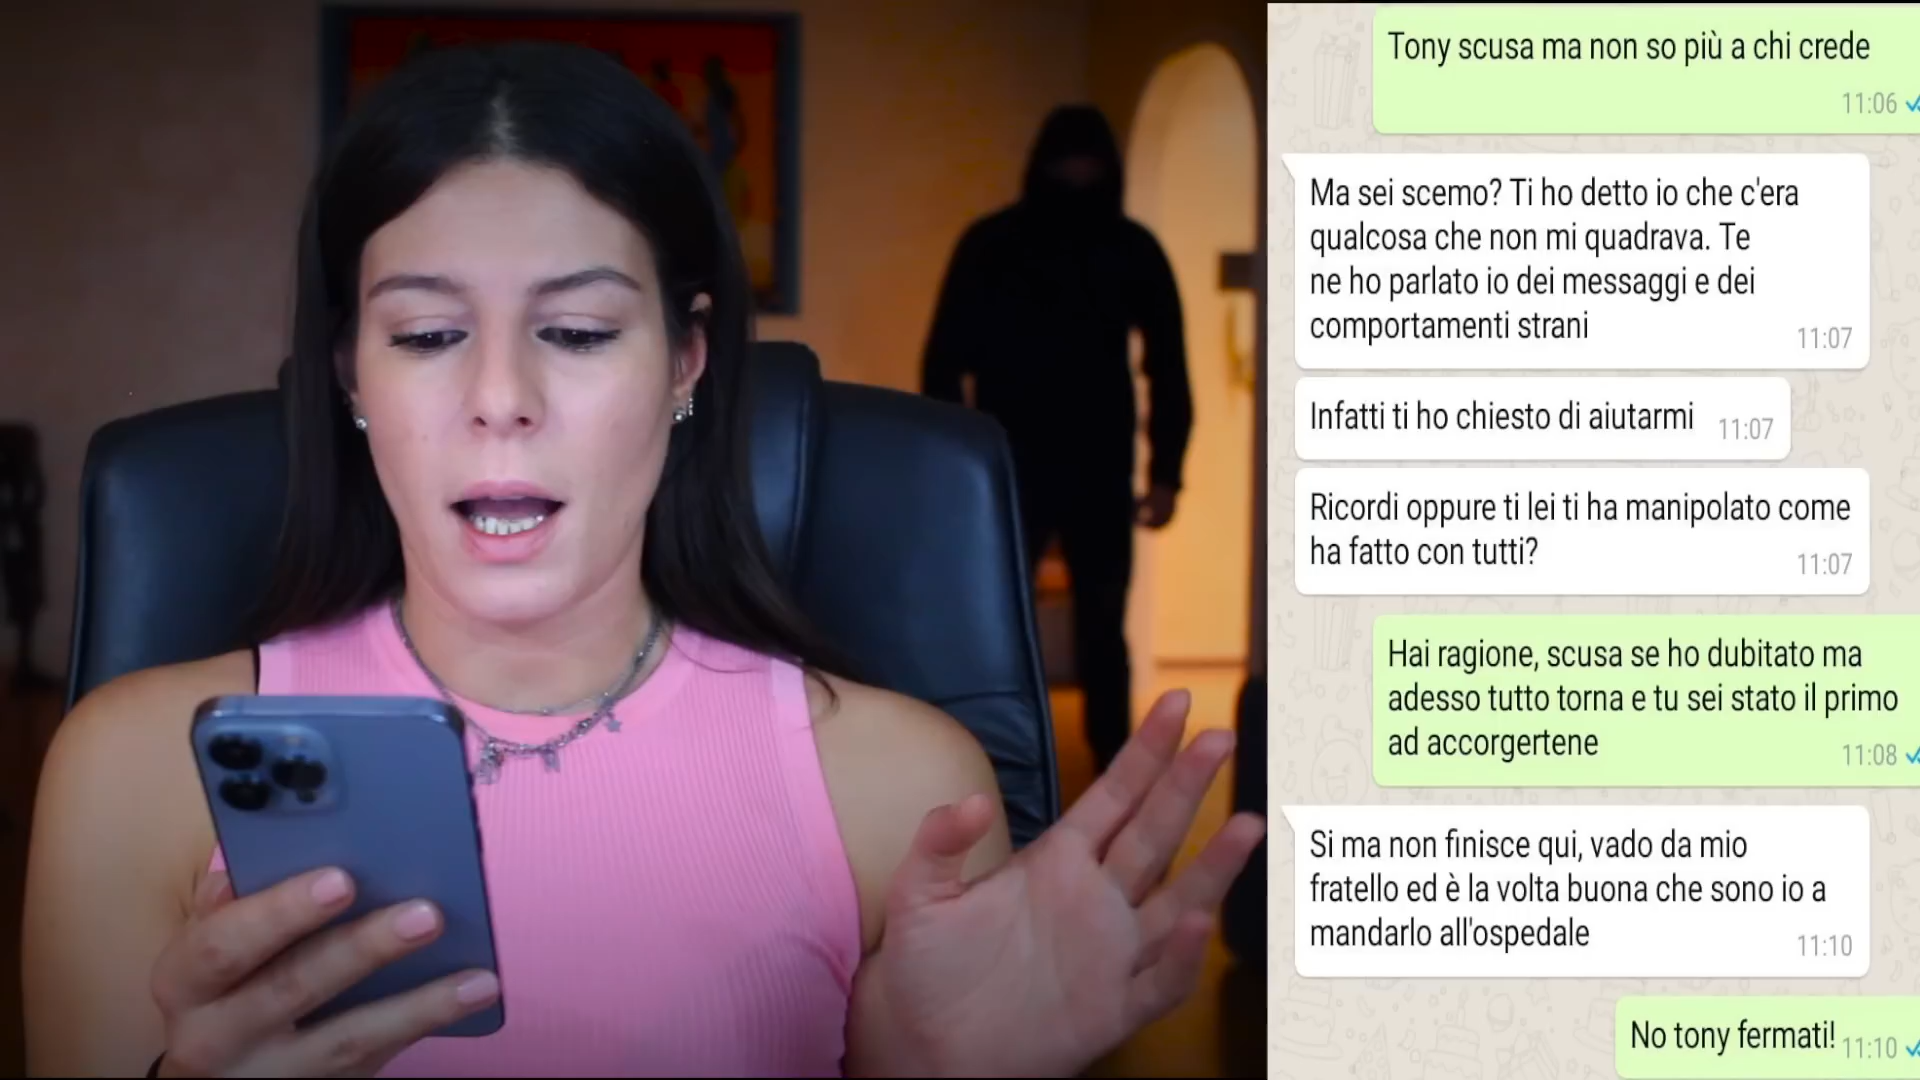 Tony scusa ma non so più a chi crede
11:06
Ma sei scemo? Ti ho detto io che c'era
qualcosa che non mi quadrava. Te
ne ho parlato io dei messaggi e dei
comportamenti strani
11:07
Infatti ti ho chiesto di aiutarmi 11:07
Ricordi oppure ti lei ti ha manipolato come
ha fatto con tutti?
11:07
Hai ragione, scusa se ho dubitato ma
adesso tutto torna e tu sei stato il primo
ad accorgertene
11:08
Si ma non finisce qui, vado da mio
fratello ed è la volta buona che sono io a
mandarlo all'ospedale
11:10
No tony fermati! 11:10